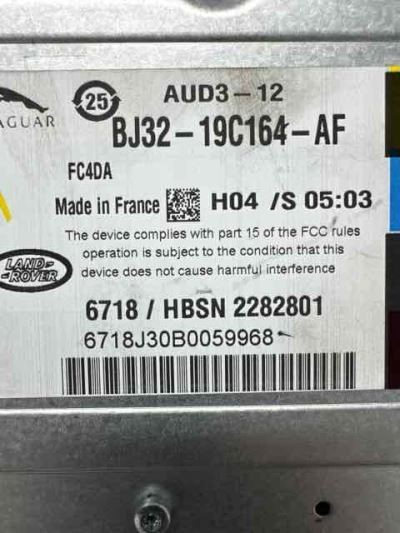 25
AUD3-12
AGUAR
BJ32-19C164-AF
FC4DA
Made in France
H04 /S 05:03
The device complies with part 15 of the FCC rules
operation is subject to the condition that this
device does not cause harmful interference
LAND-
-ROVER
6718 / HBSN 2282801
6718J30B0059968